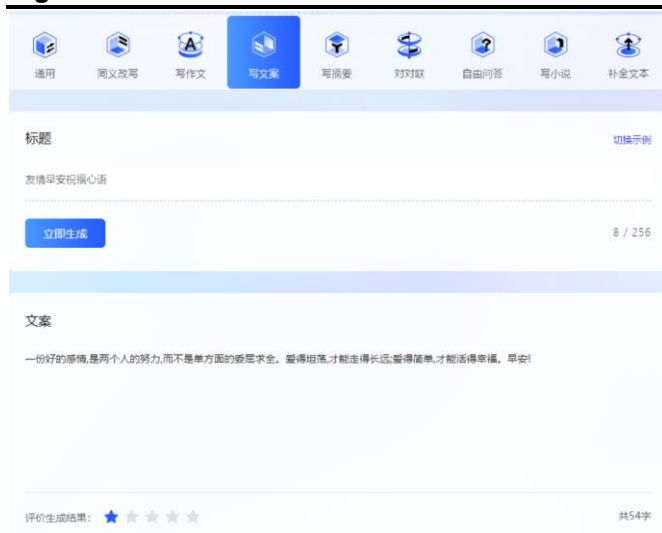 通用
同义改写
写作文
写文案
写摘要
对对联
自由问答
写小说
补全文本
标题
切换示例
友情早安祝福心语
立即生成
8 / 256
文案
一份好的感情,是两个人的努力,而不是单方面的委屈求全。爱得坦荡,才能走得长远;爱得简单,才能活得幸福。早安!
评价生成结果:
共54字